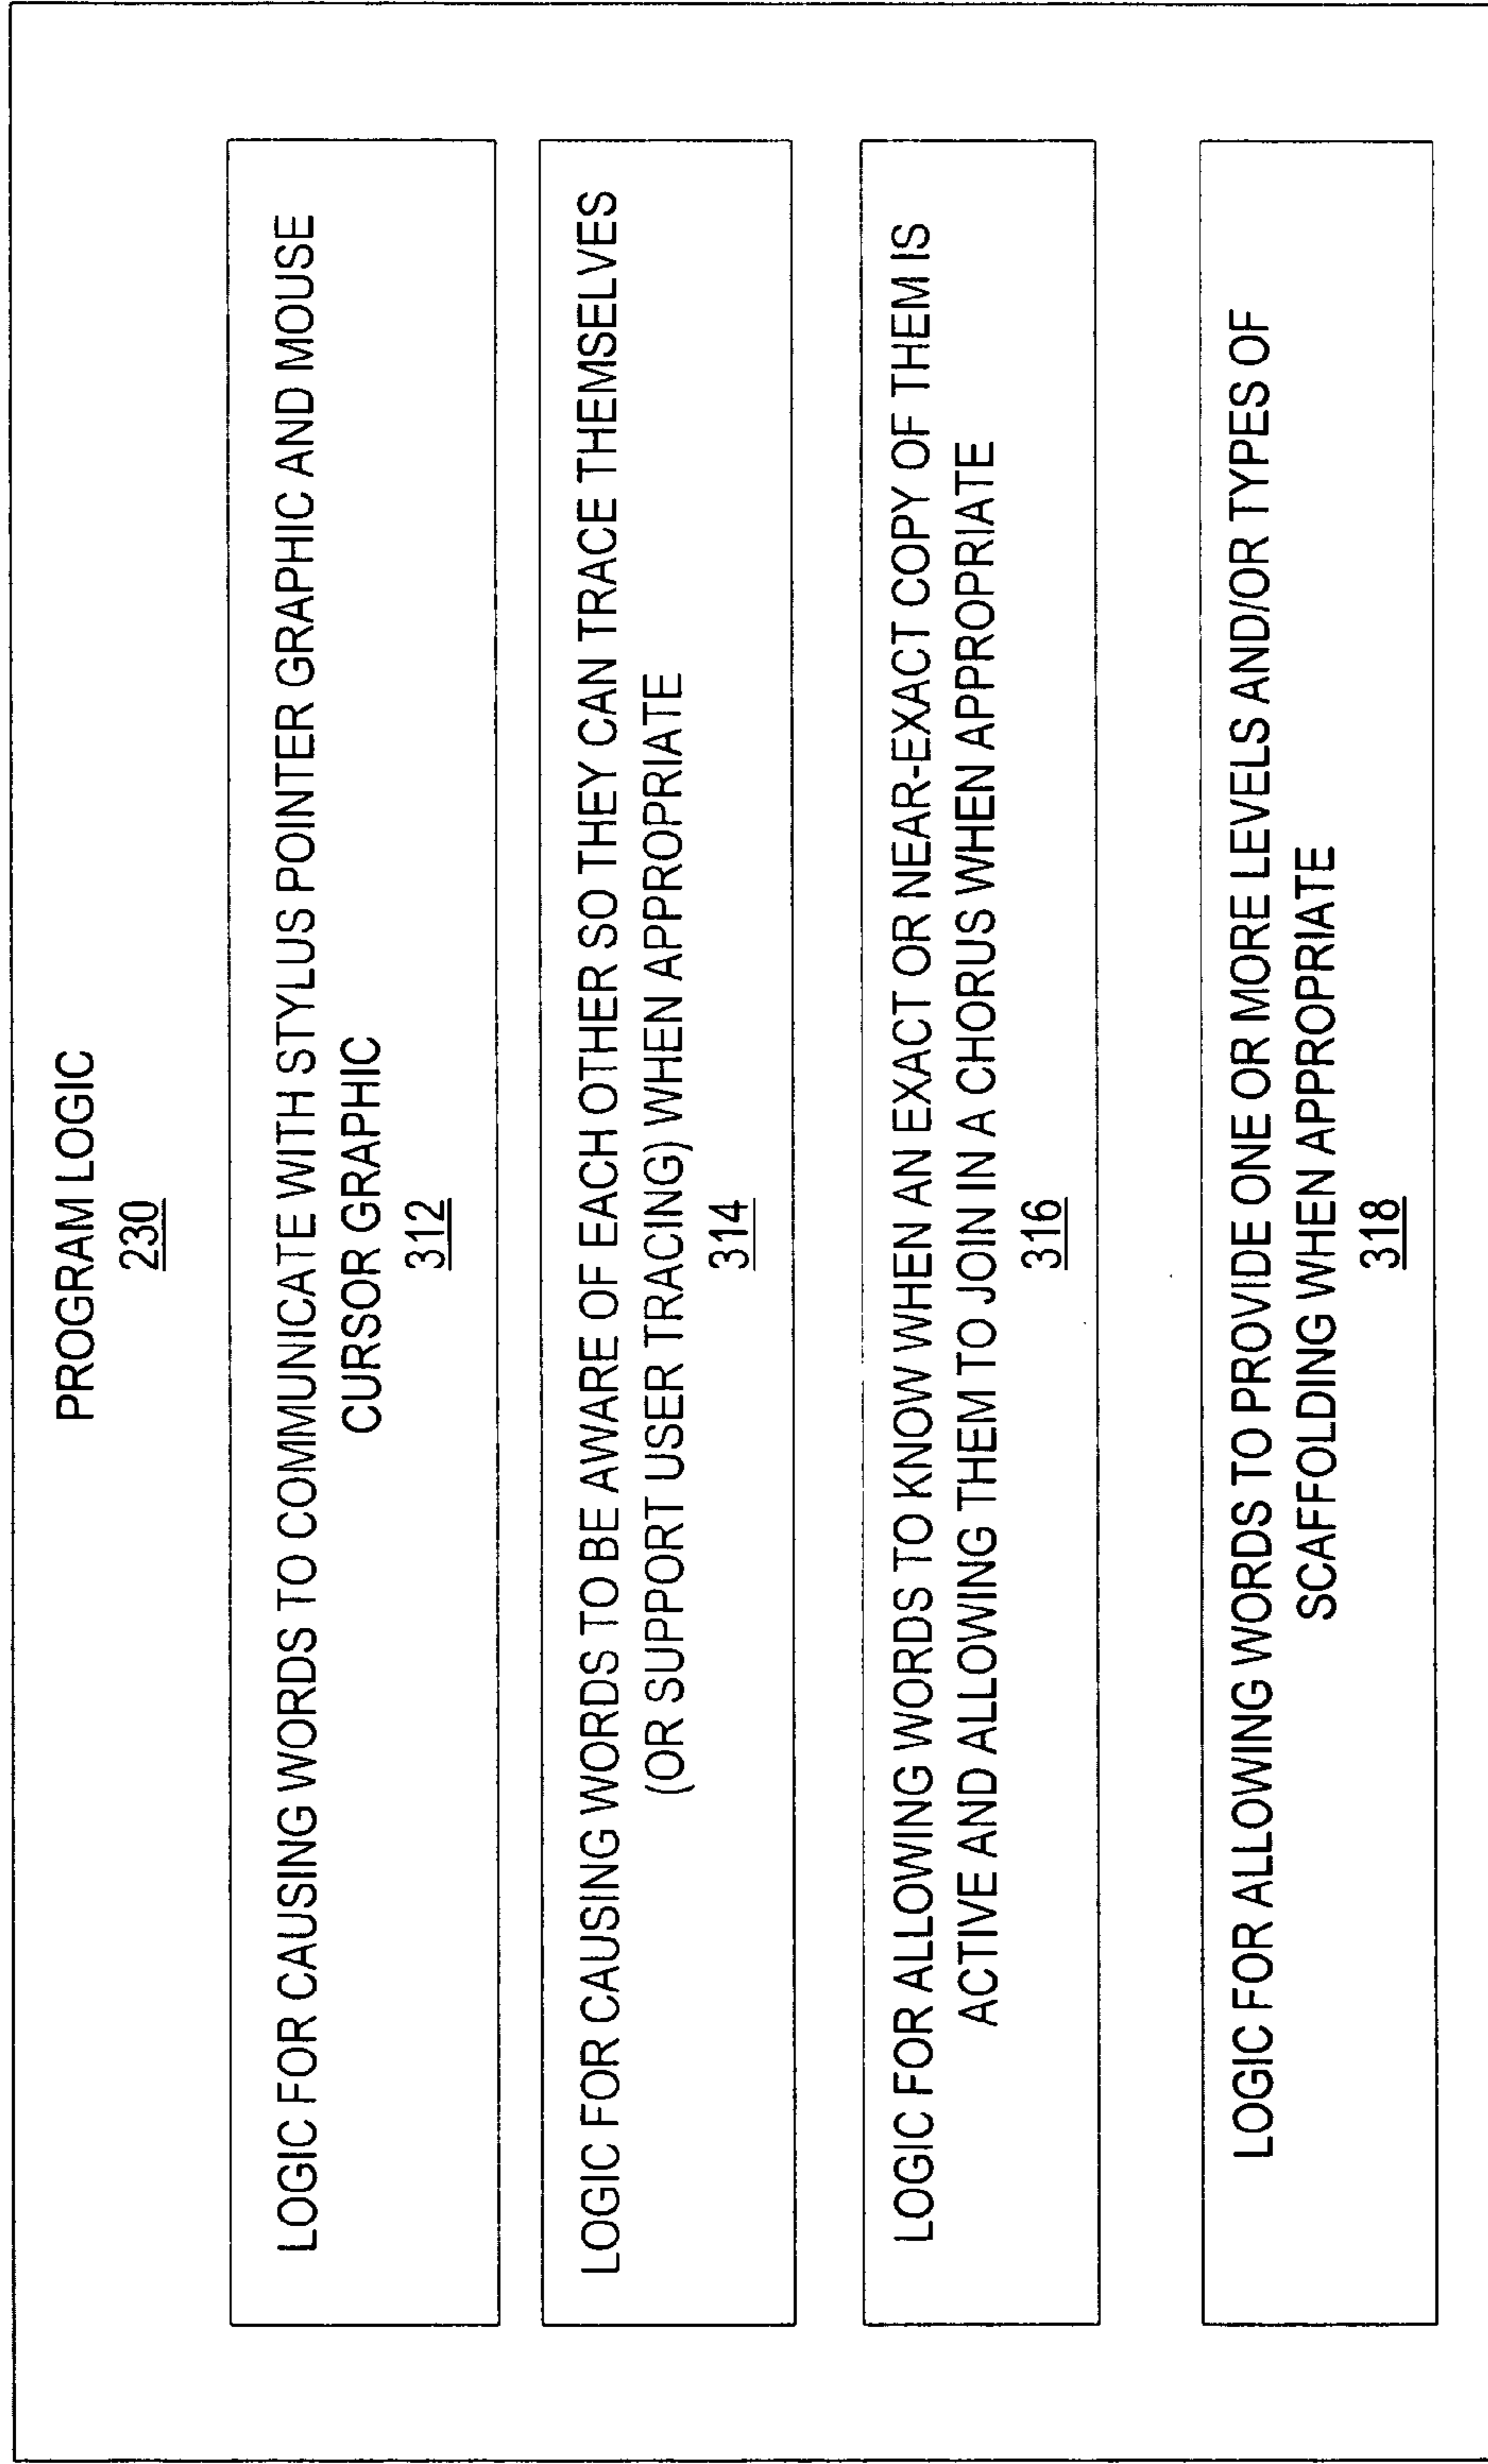 PROGRAM LOGIC
230
LOGIC FOR CAUSING WORDS TO COMMUNICATE WITH STYLUS POINTER GRAPHIC AND MOUSE
CURSOR GRAPHIC
312
LOGIC FOR CAUSING WORDS TO BE AWARE OF EACH OTHER SO THEY CAN TRACE THEMSELVES
(OR SUPPORT USER TRACING) WHEN APPROPRIATE
314
LOGIC FOR ALLOWING WORDS TO KNOW WHEN AN EXACT OR NEAR-EXACT COPY OF THEM IS
ACTIVE AND ALLOWING THEM TO JOIN IN A CHORUS WHEN APPROPRIATE
316
LOGIC FOR ALLOWING WORDS TO PROVIDE ONE OR MORE LEVELS AND/OR TYPES OF
SCAFFOLDING WHEN APPROPRIATE
318